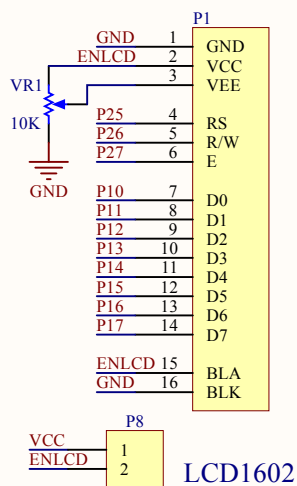 P1
GND 1 GND
ENLCD 2 VCC
VR1 3 VEE
10K
P25 4 RS
P26 5 R/W
P27 6 E
GND
P10 7 D0
P11 8 D1
P12 9 D2
P13 10 D3
P14 11 D4
P15 12 D5
P16 13 D6
P17 14 D7
ENLCD 15 BLA
GND 16 BLK
P8
VCC 1
ENLCD 2
LCD1602